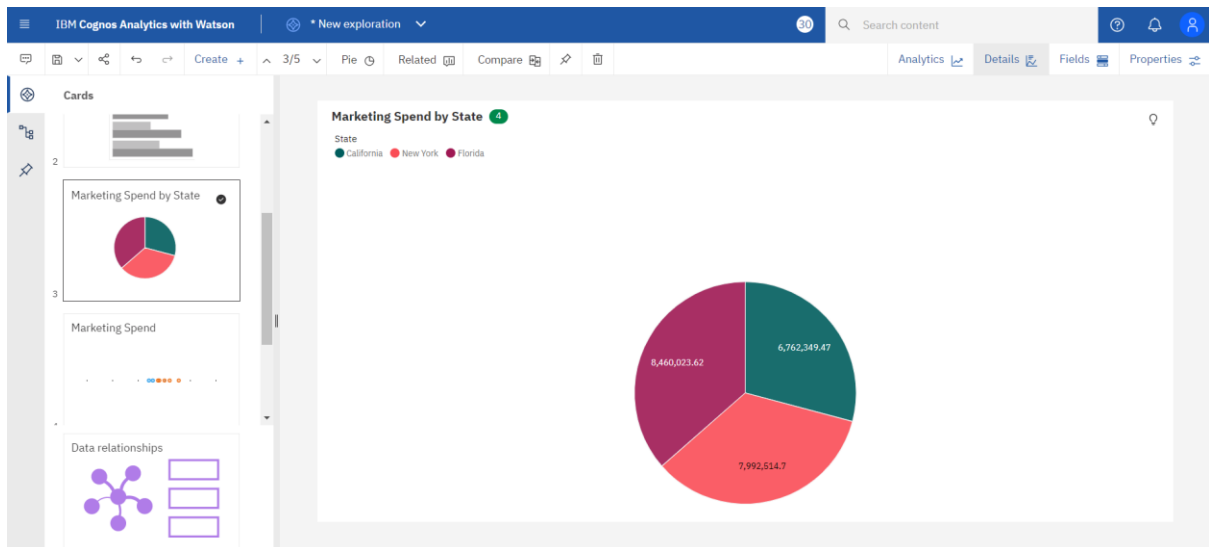 IBM Cognos Analytics with Watson
* New exploration
30
Search content
Create +
3/5
Pie
Related
Compare
Analytics
Details
Fields
Properties
Cards
2
Marketing Spend by State
3
Marketing Spend
Data relationships
Marketing Spend by State 4
State
California New York Florida
6,762,349.47
8,460,023.62
7,992,514.7